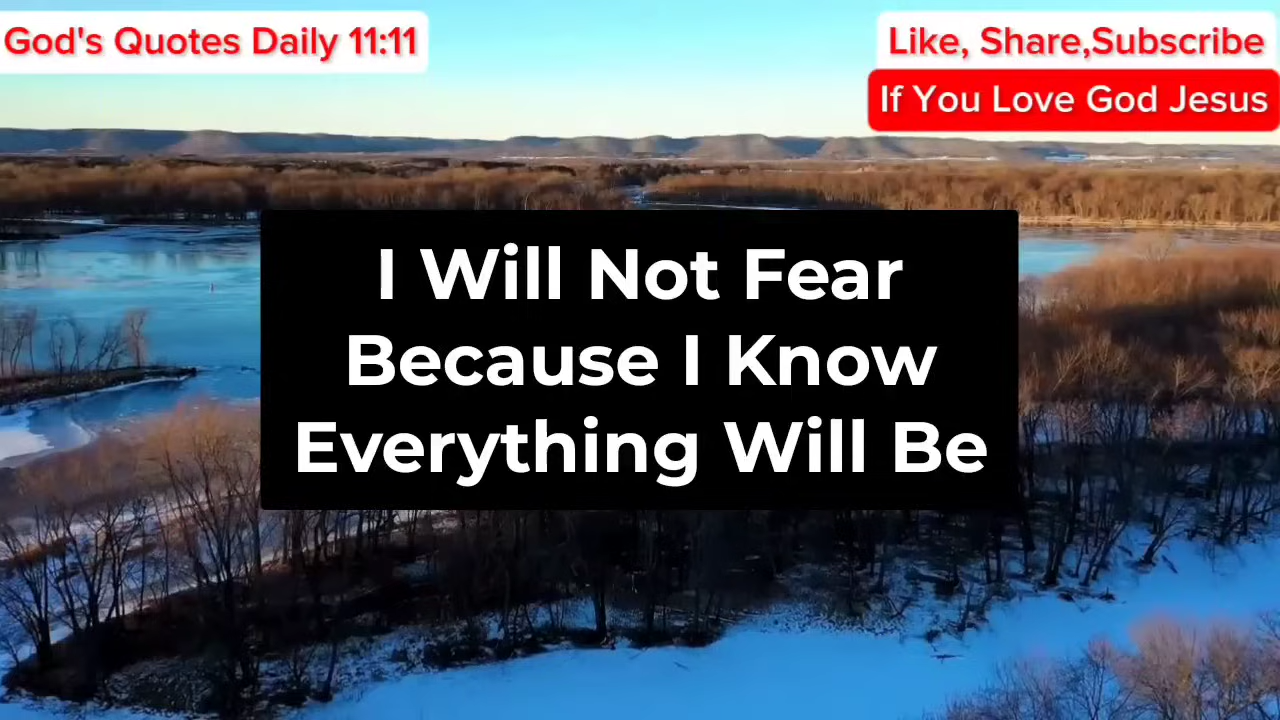 God's Quotes Daily 11:11
Like, Share,Subscribe
If You Love God Jesus
I Will Not Fear
Because I Know
Everything Will Be